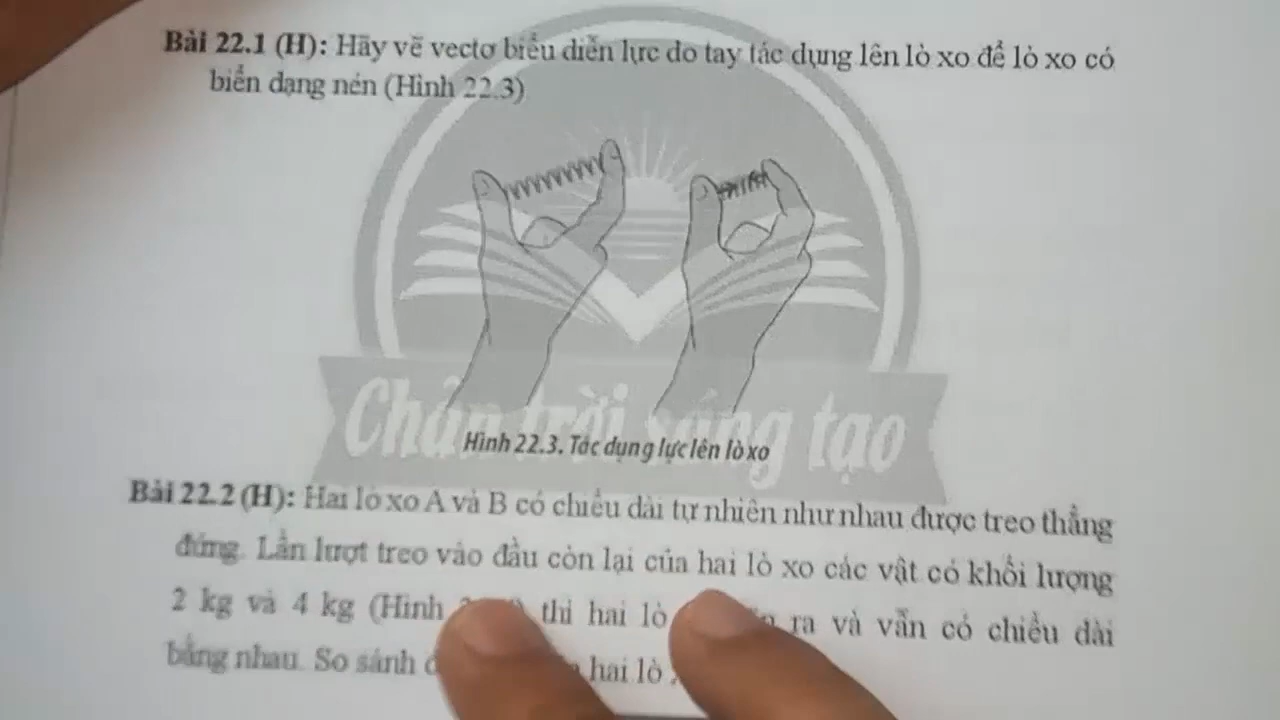 Bài 22.1 (H): Hãy vẽ vectơ biểu diễn lực do tay tác dụng lên lò xo để lò xo có
biến dạng nén (Hình 22.3)
Chân trời sáng tạo
Hình 22.3. Tác dụng lực lên lò xo
Bài 22.2 (H): Hai lò xo A và B có chiều dài tự nhiên như nhau được treo thẳng
đứng. Lần lượt treo vào đầu còn lại của hai lò xo các vật có khối lượng
2 kg và 4 kg (Hình thì hai lò ra và vẫn có chiều dài
bằng nhau. So sánh hai lò